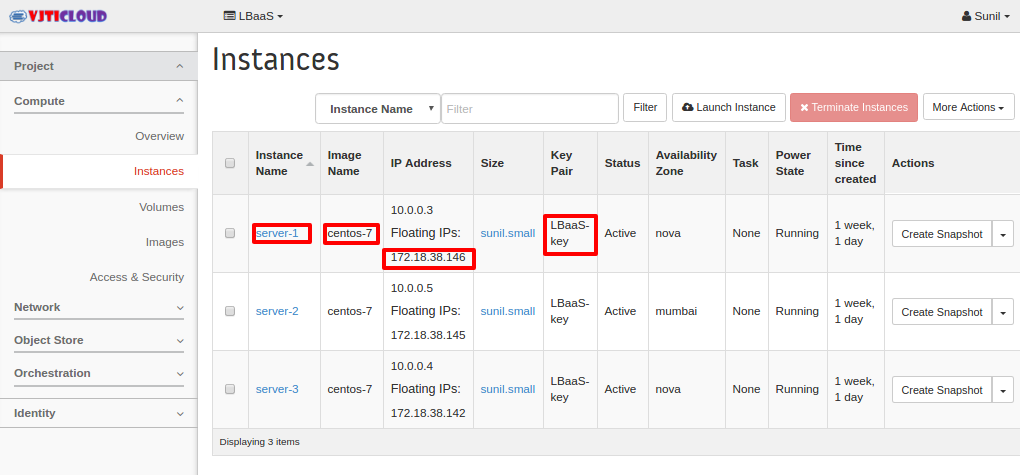 VJTICLOUD LBaaS Sunil
Instances
Project
Compute
Overview
Instances
Volumes
Images
Access & Security
Network
Object Store
Orchestration
Identity
Instance Name Filter Filter Launch Instance Terminate Instances More Actions
Instance Name Image Name IP Address Size Key Pair Status Availability Zone Task Power State Time since created Actions
server-1 centos-7 10.0.0.3 Floating IPs: 172.18.38.146 sunil.small LBaaS-key Active nova None Running 1 week, 1 day Create Snapshot
server-2 centos-7 10.0.0.5 Floating IPs: 172.18.38.145 sunil.small LBaaS-key Active mumbai None Running 1 week, 1 day Create Snapshot
server-3 centos-7 10.0.0.4 Floating IPs: 172.18.38.142 sunil.small LBaaS-key Active nova None Running 1 week, 1 day Create Snapshot
Displaying 3 items